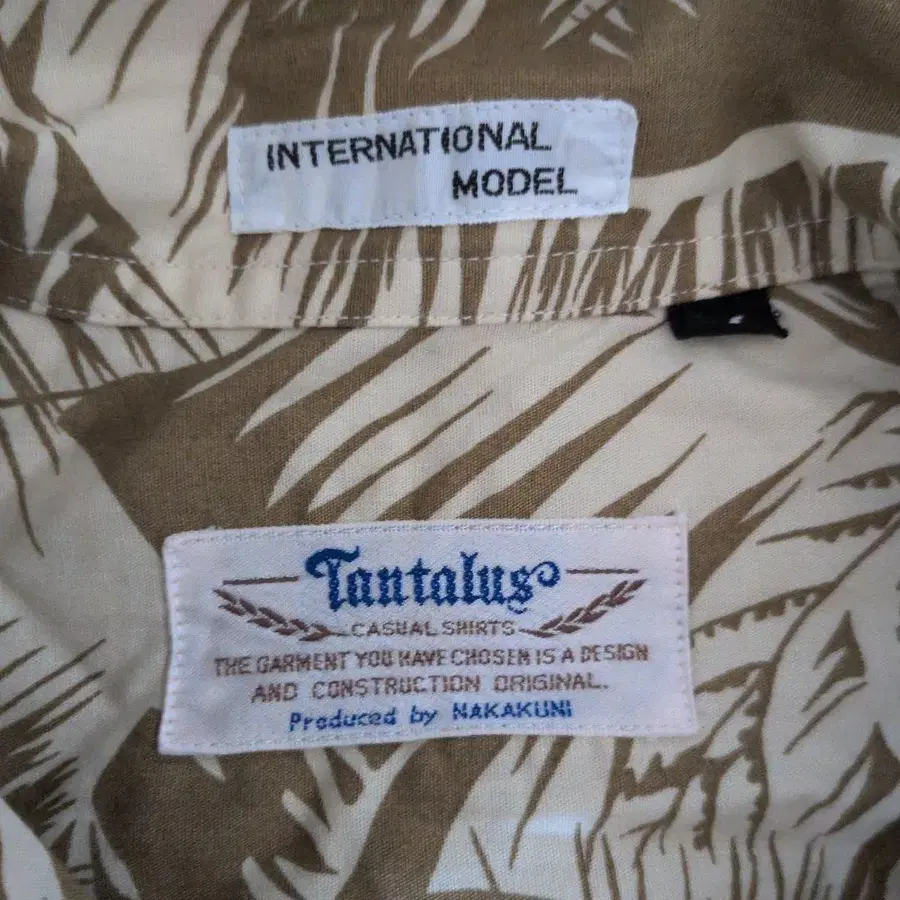 INTERNATIONAL
MODEL
Tantalus
CASUAL SHIRTS
THE GARMENT YOU HAVE CHOSEN IS A DESIGN
AND CONSTRUCTION ORIGINAL.
Produced by NAKAKUNI